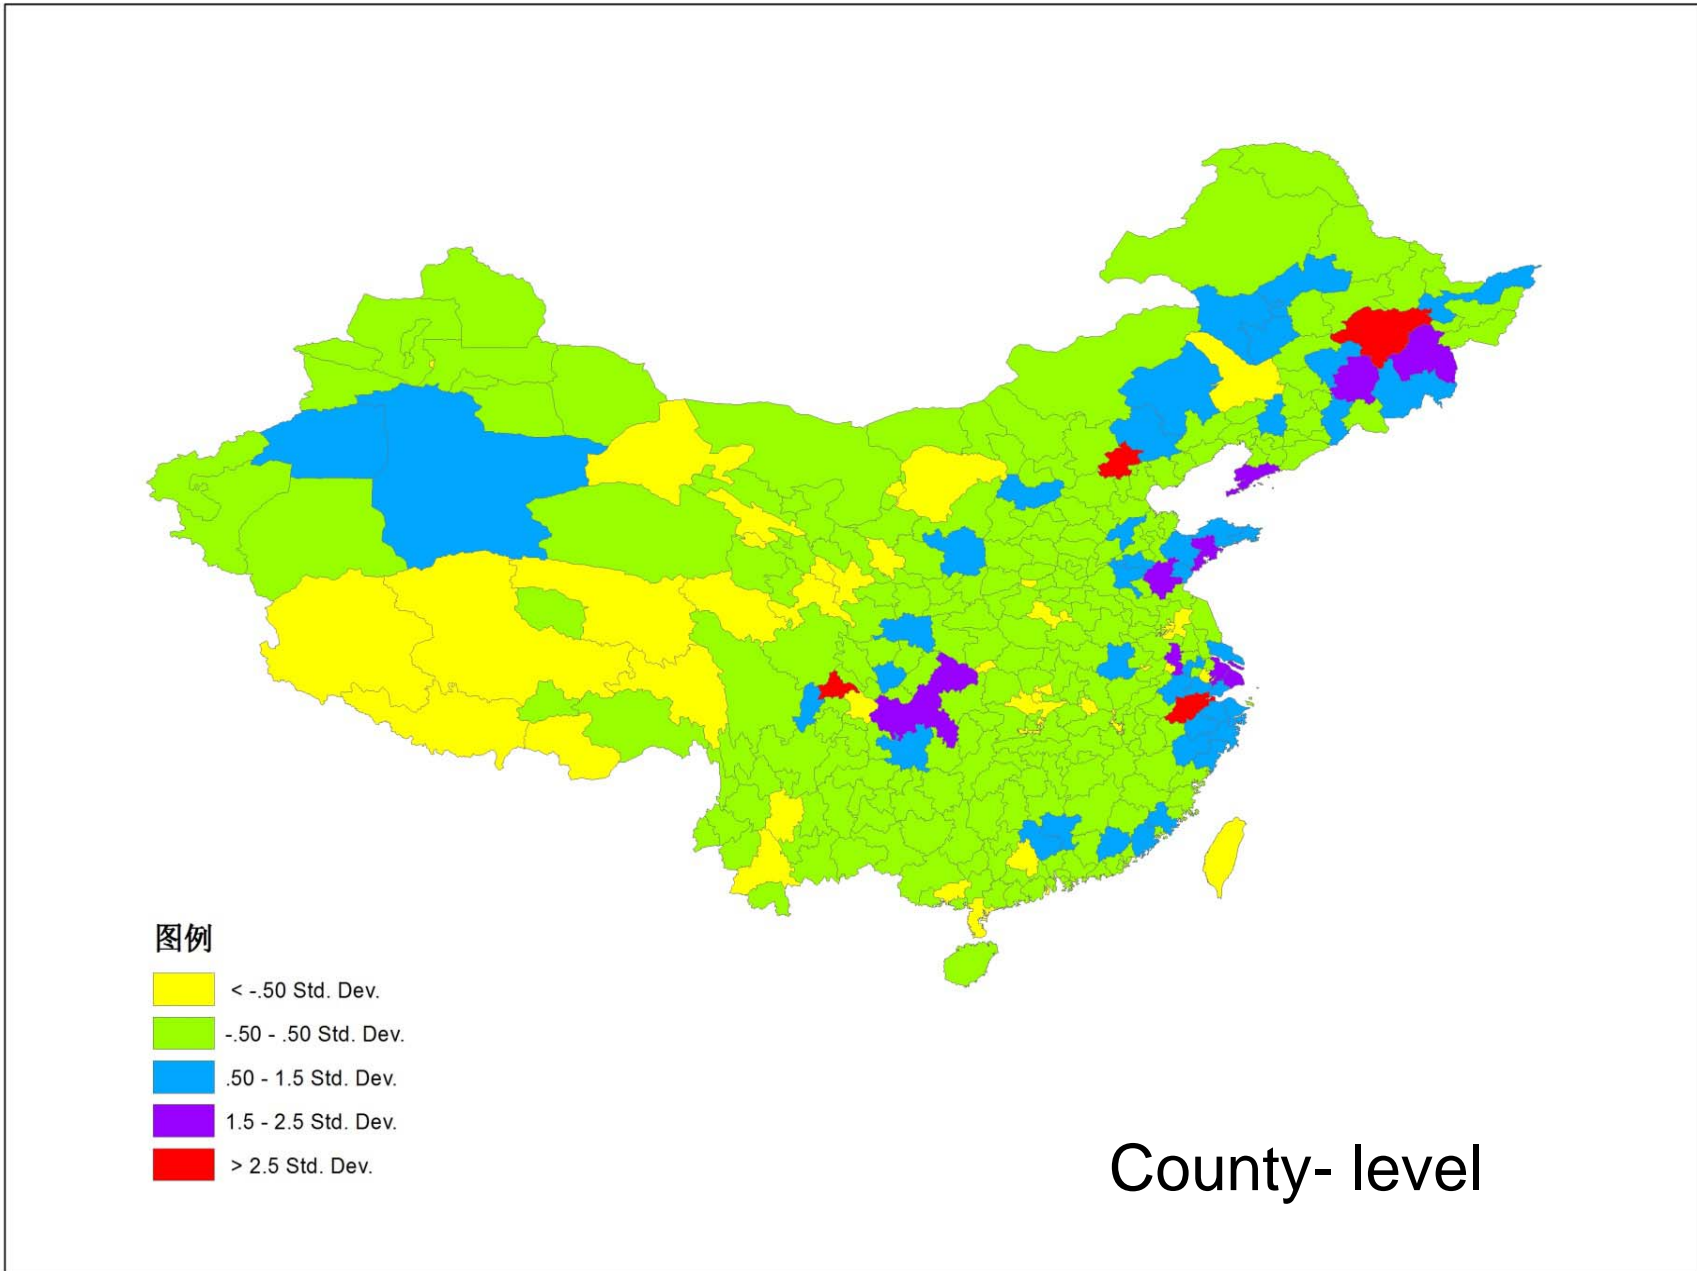 图例
< -.50 Std. Dev.
-.50 - .50 Std. Dev.
.50 - 1.5 Std. Dev.
1.5 - 2.5 Std. Dev.
> 2.5 Std. Dev.
County- level